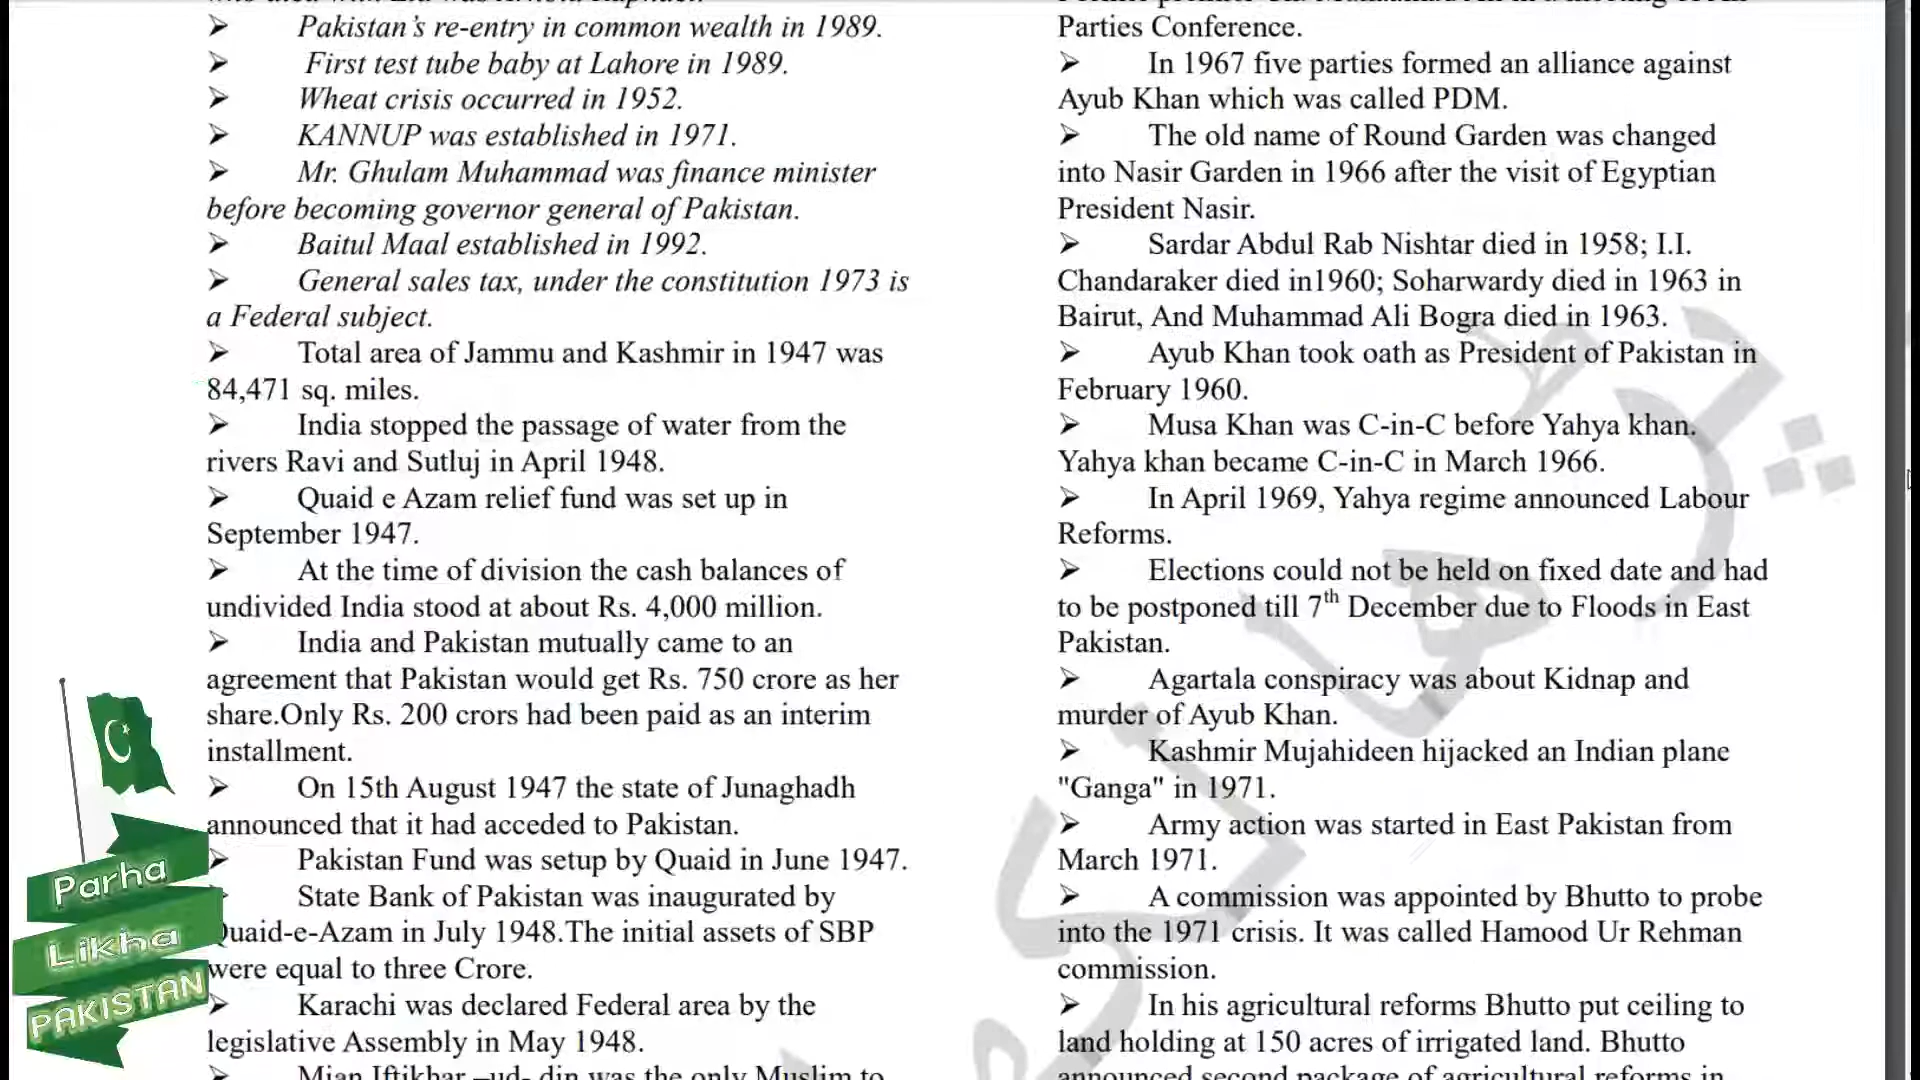 ➢ Pakistan's re-entry in common wealth in 1989.
➢ First test tube baby at Lahore in 1989.
➢ Wheat crisis occurred in 1952.
➢ KANNUP was established in 1971.
➢ Mr. Ghulam Muhammad was finance minister
before becoming governor general of Pakistan.
➢ Baitul Maal established in 1992.
➢ General sales tax, under the constitution 1973 is
a Federal subject.
➢ Total area of Jammu and Kashmir in 1947 was
84,471 sq. miles.
➢ India stopped the passage of water from the
rivers Ravi and Sutluj in April 1948.
➢ Quaid e Azam relief fund was set up in
September 1947.
➢ At the time of division the cash balances of
undivided India stood at about Rs. 4,000 million.
➢ India and Pakistan mutually came to an
agreement that Pakistan would get Rs. 750 crore as her
share.Only Rs. 200 crors had been paid as an interim
installment.
➢ On 15th August 1947 the state of Junaghadh
announced that it had acceded to Pakistan.
➢ Pakistan Fund was setup by Quaid in June 1947.
➢ State Bank of Pakistan was inaugurated by
Quaid-e-Azam in July 1948.The initial assets of SBP
were equal to three Crore.
➢ Karachi was declared Federal area by the
legislative Assembly in May 1948.
➢ Mian Iftikhar –ud- din was the only Muslim to
Parties Conference.
➢ In 1967 five parties formed an alliance against
Ayub Khan which was called PDM.
➢ The old name of Round Garden was changed
into Nasir Garden in 1966 after the visit of Egyptian
President Nasir.
➢ Sardar Abdul Rab Nishtar died in 1958; I.I.
Chandaraker died in1960; Soharwardy died in 1963 in
Bairut, And Muhammad Ali Bogra died in 1963.
➢ Ayub Khan took oath as President of Pakistan in
February 1960.
➢ Musa Khan was C-in-C before Yahya khan.
Yahya khan became C-in-C in March 1966.
➢ In April 1969, Yahya regime announced Labour
Reforms.
➢ Elections could not be held on fixed date and had
to be postponed till 7th December due to Floods in East
Pakistan.
➢ Agartala conspiracy was about Kidnap and
murder of Ayub Khan.
➢ Kashmir Mujahideen hijacked an Indian plane
"Ganga" in 1971.
➢ Army action was started in East Pakistan from
March 1971.
➢ A commission was appointed by Bhutto to probe
into the 1971 crisis. It was called Hamood Ur Rehman
commission.
➢ In his agricultural reforms Bhutto put ceiling to
land holding at 150 acres of irrigated land. Bhutto
announced second package of agricultural reforms in
Parha
Likha
PAKISTAN